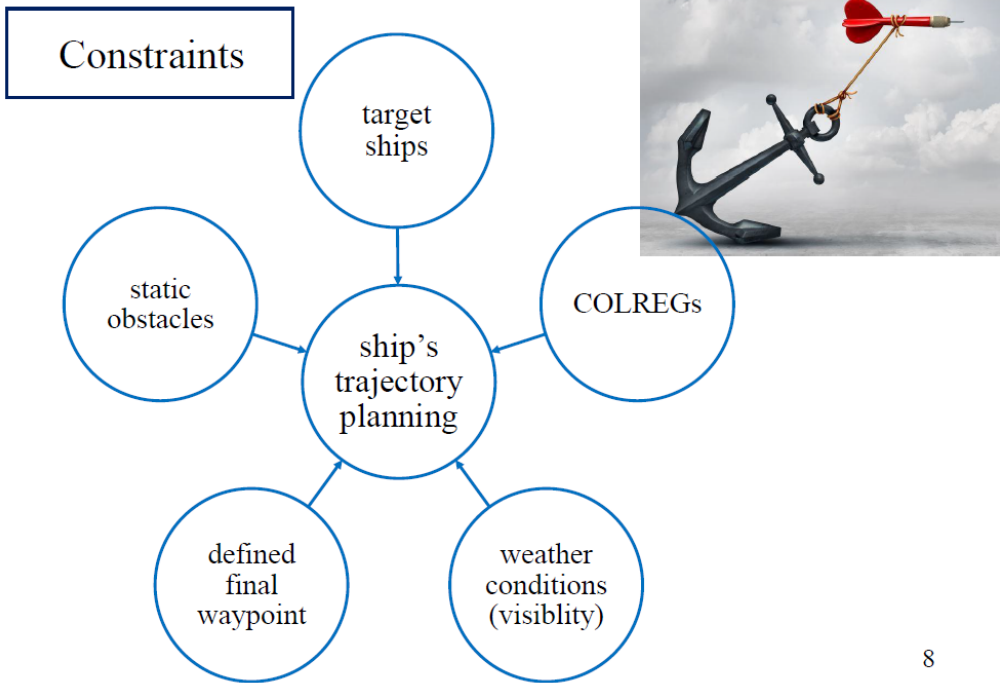 Constraints
target
ships
static
obstacles
COLREGs
ship’s
trajectory
planning
defined
final
waypoint
weather
conditions
(visiblity)
8